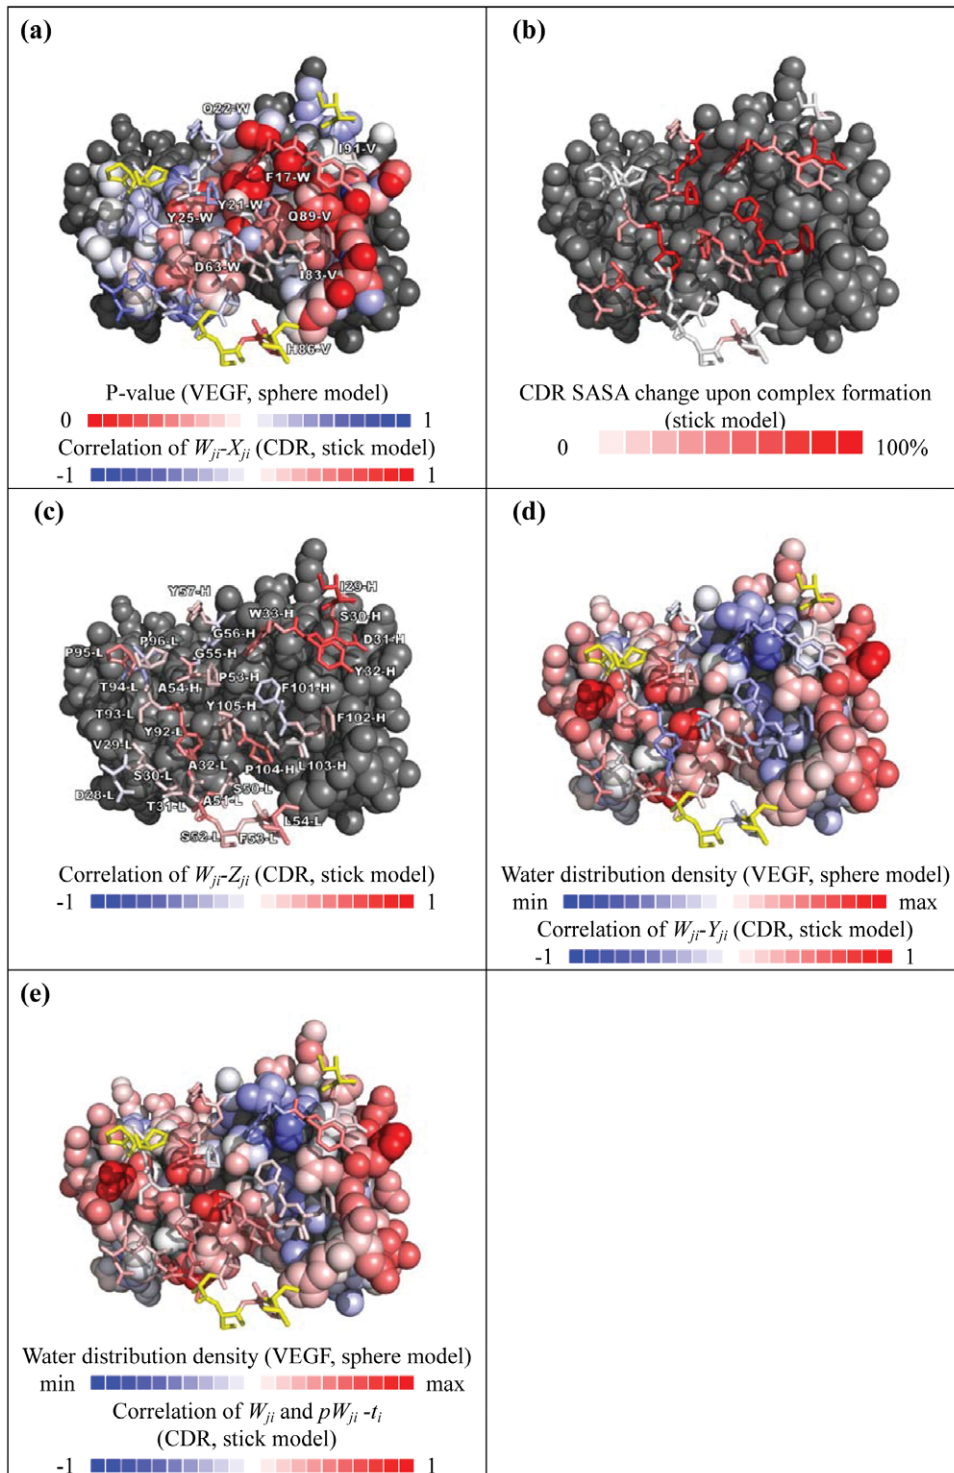 (a)
Q22-W
I91-V
F17-W
Y21-W
Y25-W
Q89-V
D63-W
I83-V
H86-V
P-value (VEGF, sphere model)
0 1
Correlation of Wji-Xji (CDR, stick model)
-1 1
(b)
CDR SASA change upon complex formation
(stick model)
0 100%
(c)
Y57-H
I29-H
W33-H
S30-H
G56-H
D31-H
P96-L
P95-L
G55-H
Y32-H
P53-H
T94-L
A54-H
F101-H
T93-L
Y105-H
F102-H
Y92-L
V29-L
A32-L
L103-H
S30-L
P104-H
D28-L
S50-L
T31-L
A51-L
L54-L
S52-L
F53-L
Correlation of Wji-Zji (CDR, stick model)
-1 1
(d)
Water distribution density (VEGF, sphere model)
min max
Correlation of Wji-Yji (CDR, stick model)
-1 1
(e)
Water distribution density (VEGF, sphere model)
min max
Correlation of Wji and pWji -ti
(CDR, stick model)
-1 1